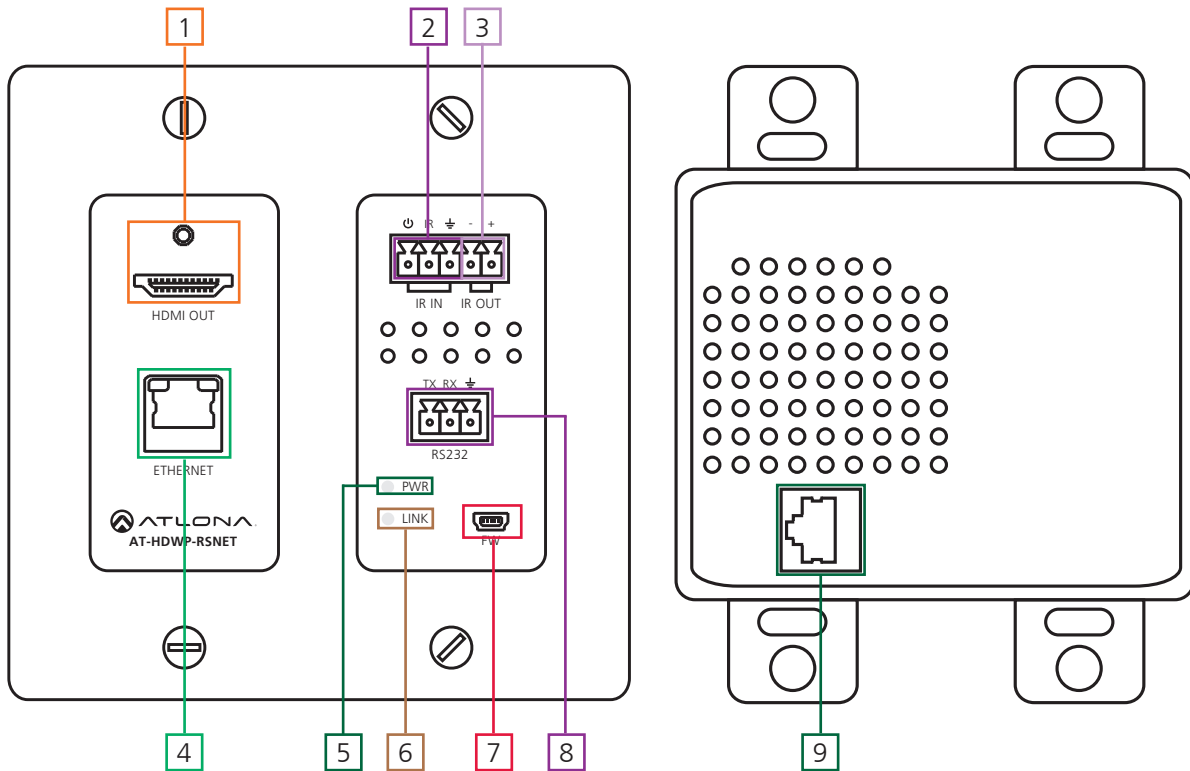 1
2
3
IR
- +
HDMI OUT
IR IN
IR OUT
TX RX
ETHERNET
RS232
PWR
LINK
FW
ATLONA
AT-HDWP-RSNET
4
5
6
7
8
9